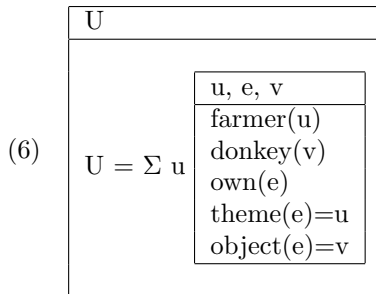 U
u, e, v
farmer(u)
donkey(v)
(6) U = Σ u own(e)
theme(e)=u
object(e)=v